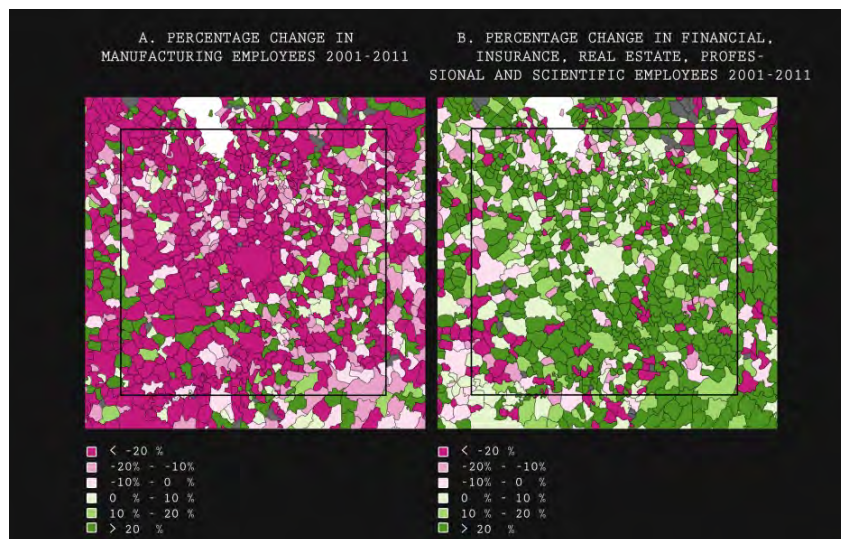 A. PERCENTAGE CHANGE IN
MANUFACTURING EMPLOYEES 2001-2011
B. PERCENTAGE CHANGE IN FINANCIAL,
INSURANCE, REAL ESTATE, PROFES-
SIONAL AND SCIENTIFIC EMPLOYEES 2001-2011
< -20 %
-20% - -10%
-10% - 0 %
0 % - 10 %
10 % - 20 %
> 20 %
< -20 %
-20% - -10%
-10% - 0 %
0 % - 10 %
10 % - 20 %
> 20 %